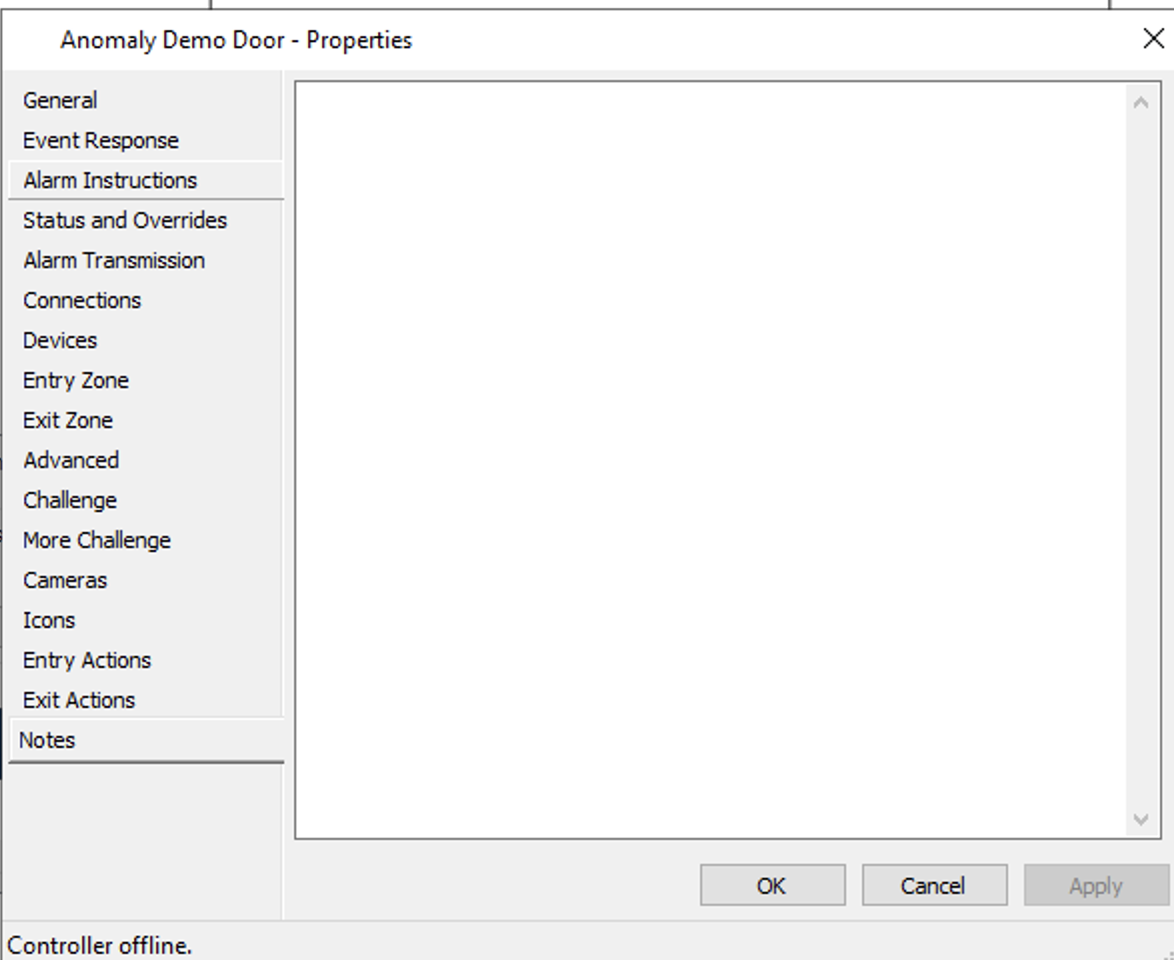 Anomaly Demo Door - Properties
General
Event Response
Alarm Instructions
Status and Overrides
Alarm Transmission
Connections
Devices
Entry Zone
Exit Zone
Advanced
Challenge
More Challenge
Cameras
Icons
Entry Actions
Exit Actions
Notes
OK
Cancel
Apply
Controller offline.